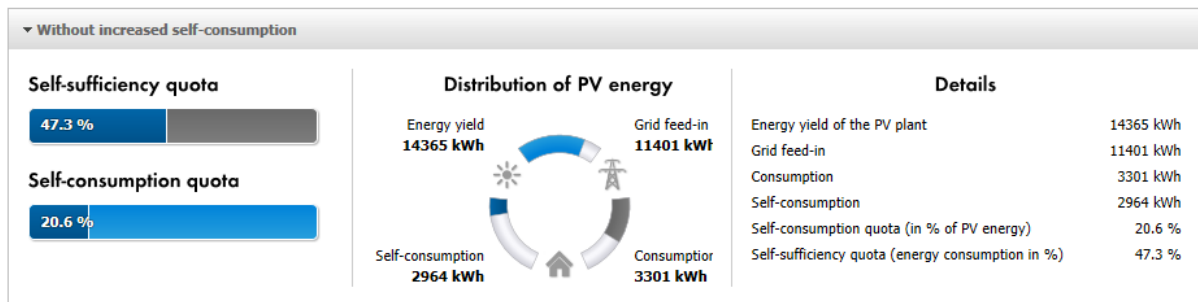 Without increased self-consumption
Self-sufficiency quota
47.3 %
Self-consumption quota
20.6 %
Distribution of PV energy
Energy yield
14365 kWh
Grid feed-in
11401 kWh
Self-consumption
2964 kWh
Consumption
3301 kWh
Details
Energy yield of the PV plant 14365 kWh
Grid feed-in 11401 kWh
Consumption 3301 kWh
Self-consumption 2964 kWh
Self-consumption quota (in % of PV energy) 20.6 %
Self-sufficiency quota (energy consumption in %) 47.3 %